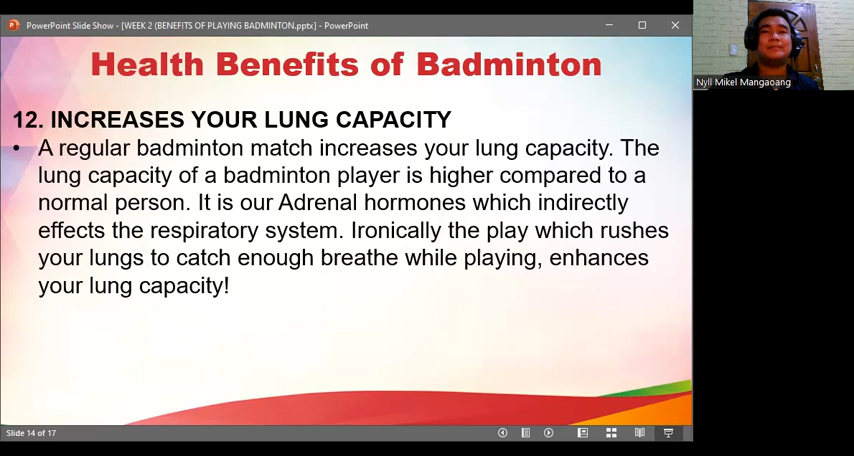 PowerPoint Slide Show - [WEEK 2 (BENEFITS OF PLAYING BADMINTON.pptx] - PowerPoint
Health Benefits of Badminton
12. INCREASES YOUR LUNG CAPACITY
• A regular badminton match increases your lung capacity. The
lung capacity of a badminton player is higher compared to a
normal person. It is our Adrenal hormones which indirectly
effects the respiratory system. Ironically the play which rushes
your lungs to catch enough breathe while playing, enhances
your lung capacity!
Slide 14 of 17
Nyll Mikel Mangaoang